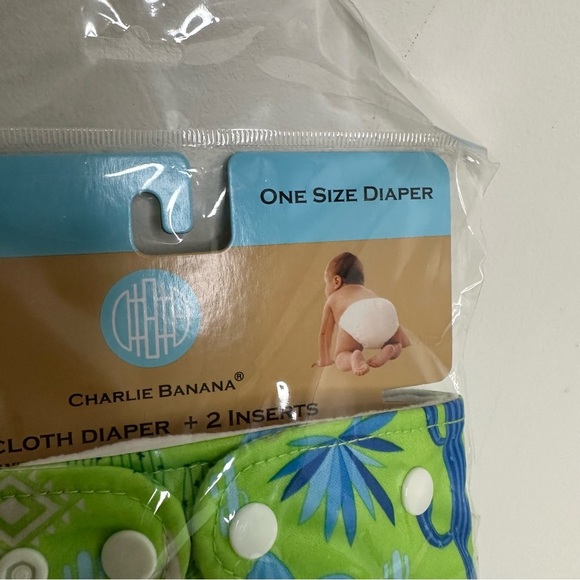 ONE SIZE DIAPER
CHARLIE BANANA®
CLOTH DIAPER + 2 INSERTS